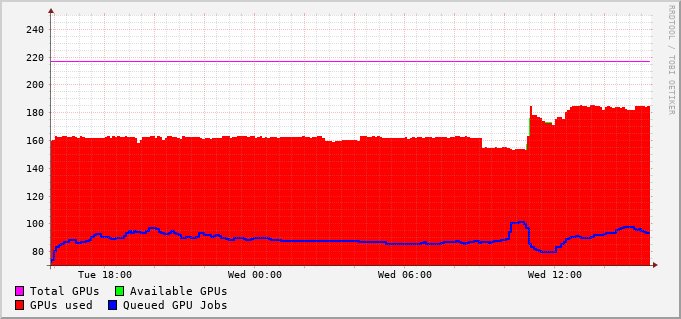 RRDTOOL / TOBI OETIKER
240
220
200
180
160
140
120
100
80
Tue 18:00 Wed 00:00 Wed 06:00 Wed 12:00
Total GPUs Available GPUs
GPUs used Queued GPU Jobs